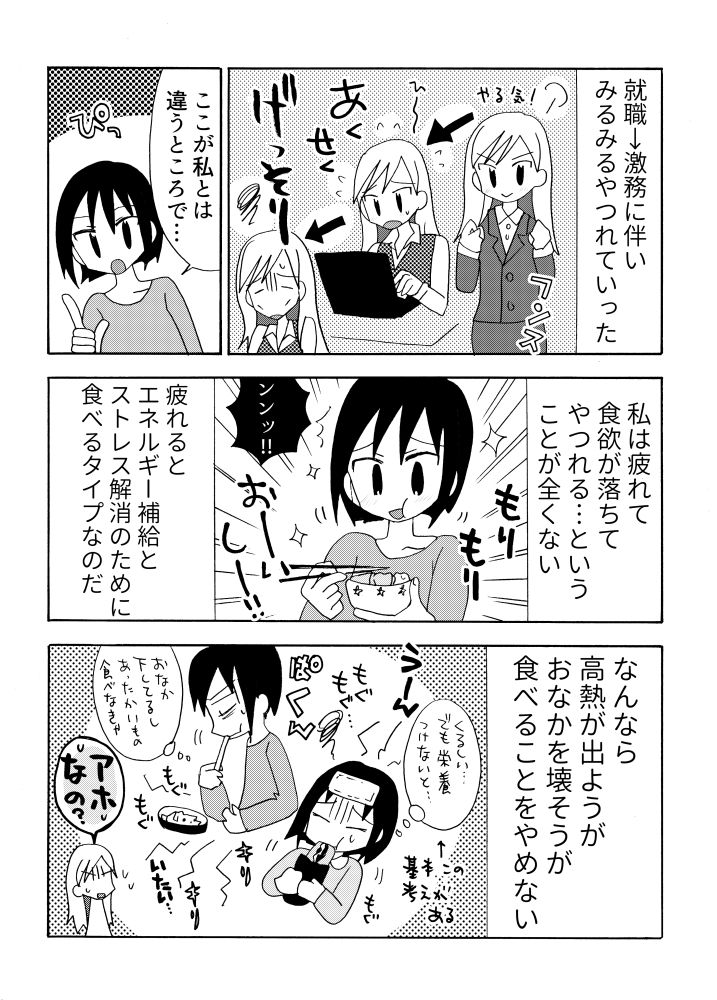 就職→激務に伴い
みるみるやつれていった
やる気！
フンス
ひ～
あく
せく
げっそり
ここが私とは
違うところで…
ぴっ
私は疲れて
食欲が落ちて
やつれる…という
ことが全くない
もり
もり
ンンッ!!
おーいしー!!
疲れると
エネルギー補給と
ストレス解消のために
食べるタイプなのだ
なんなら
高熱が出ようが
おなかを壊そうが
食べることをやめない
うーん
くるしい…
でも栄養
つけないと…
↑
基本この
考えが
ある
ぱくん
もぐ
もぐ
おなか
下してるし
あったかいもの
食べなきゃ
もぐ
もぐ
もぐ
キリ
キリ
いたい
アホ
なの？